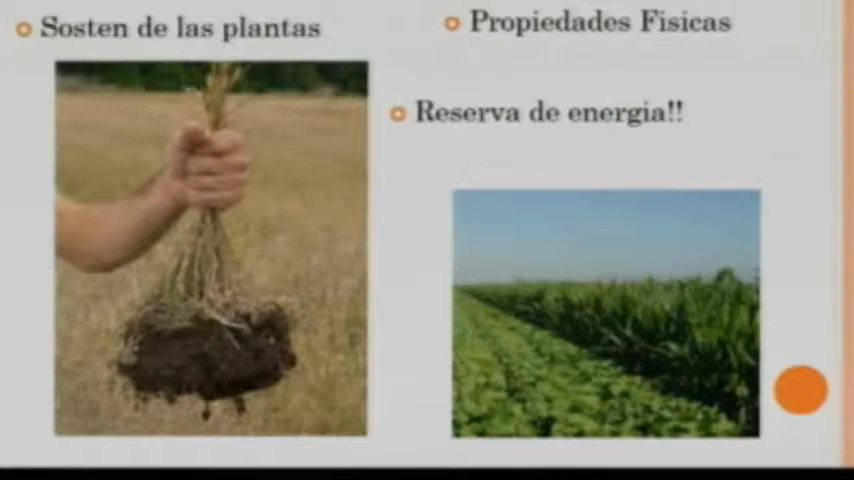 Sosten de las plantas
Propiedades Fisicas
Reserva de energia!!